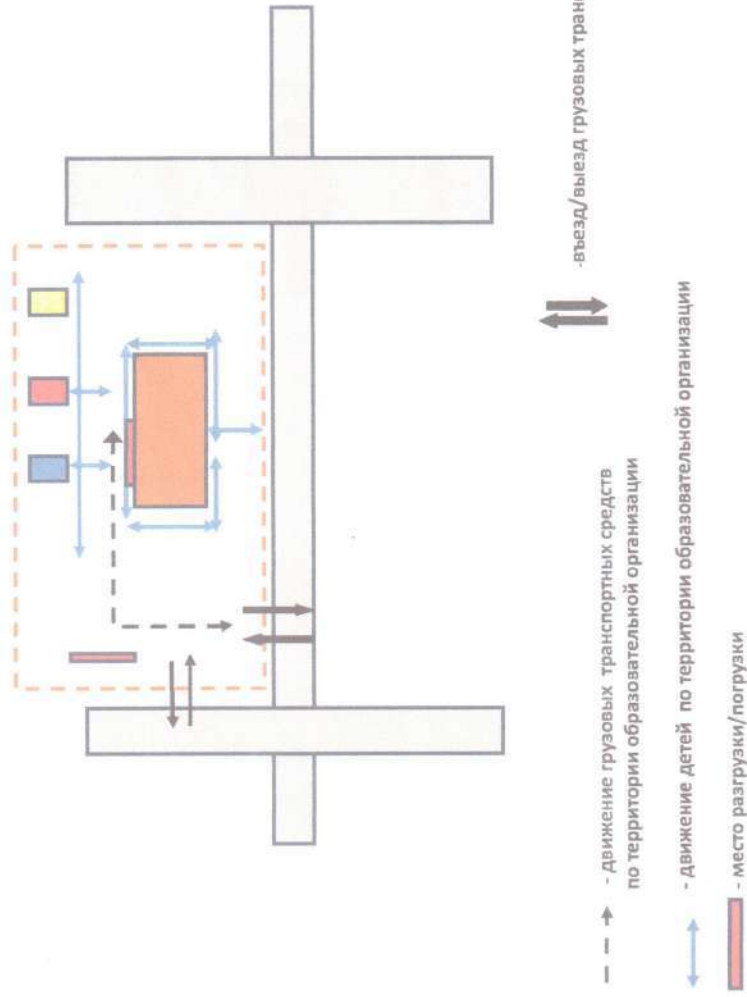 -въезд/выезд грузовых
- движение грузовых транспортных средств
по территории образовательной организации
- движение детей по территории образовательной организации
- место разгрузки/погрузки